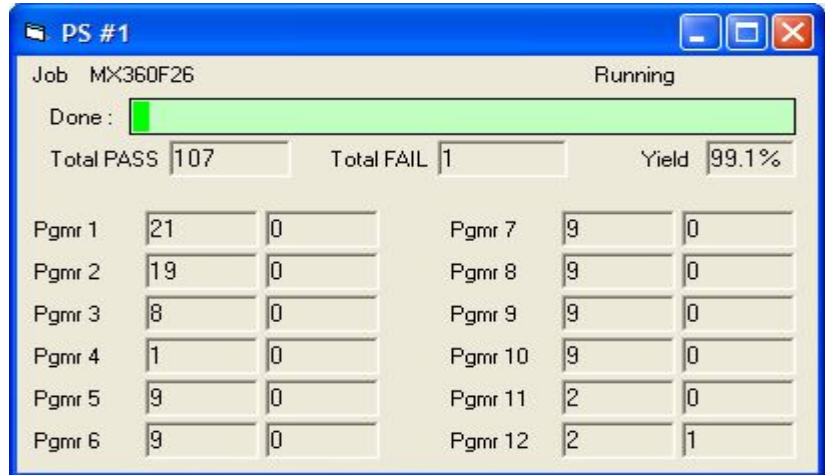 PS #1
Job MX360F26 Running
Done :
Total PASS 107 Total FAIL 1 Yield 99.1%
Pgmr 1 21 0 Pgmr 7 9 0
Pgmr 2 19 0 Pgmr 8 9 0
Pgmr 3 8 0 Pgmr 9 9 0
Pgmr 4 1 0 Pgmr 10 9 0
Pgmr 5 9 0 Pgmr 11 2 0
Pgmr 6 9 0 Pgmr 12 2 1